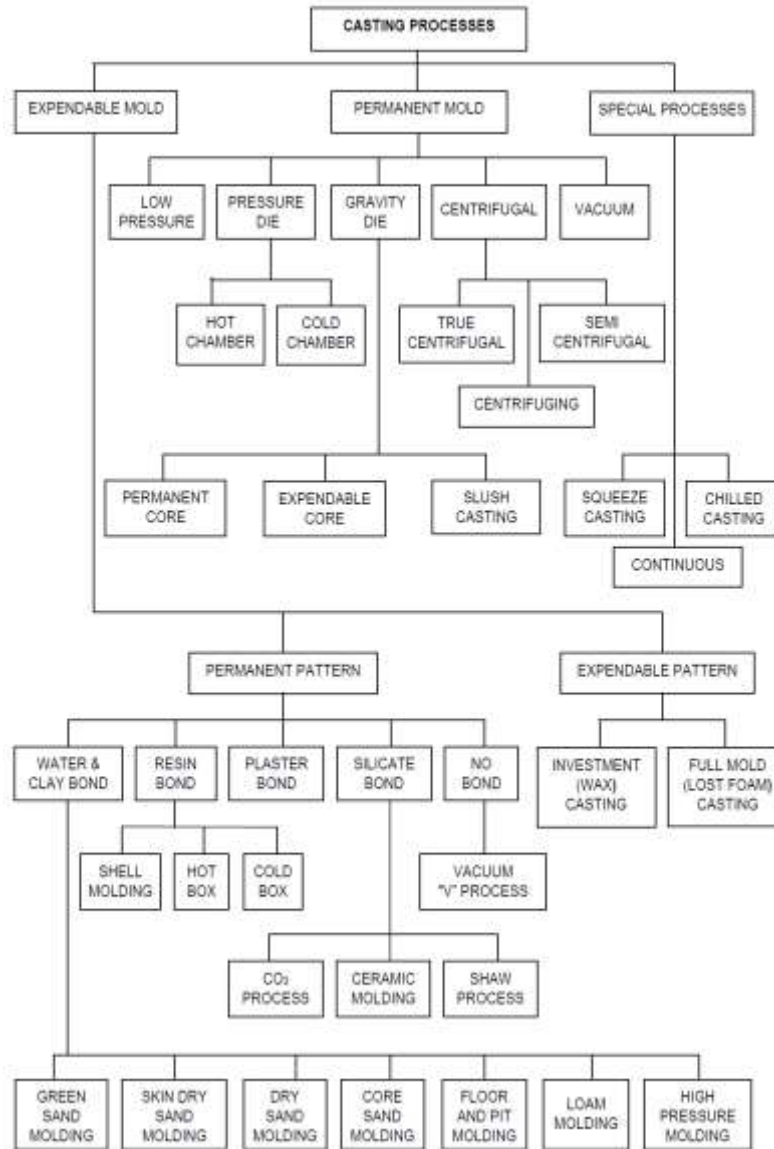 CASTING PROCESSES
EXPENDABLE MOLD
PERMANENT MOLD
SPECIAL PROCESSES
LOW
PRESSURE
PRESSURE
DIE
GRAVITY
DIE
CENTRIFUGAL
VACUUM
HOT
CHAMBER
COLD
CHAMBER
TRUE
CENTRIFUGAL
SEMI
CENTRIFUGAL
CENTRIFUGING
PERMANENT
CORE
EXPENDABLE
CORE
SLUSH
CASTING
SQUEEZE
CASTING
CHILLED
CASTING
CONTINUOUS
PERMANENT PATTERN
EXPENDABLE PATTERN
WATER &
CLAY BOND
RESIN
BOND
PLASTER
BOND
SILICATE
BOND
NO
BOND
INVESTMENT
(WAX)
CASTING
FULL MOLD
(LOST FOAM)
CASTING
SHELL
MOLDING
HOT
BOX
COLD
BOX
VACUUM
"V" PROCESS
CO₂
PROCESS
CERAMIC
MOLDING
SHAW
PROCESS
GREEN
SAND
MOLDING
SKIN DRY
SAND
MOLDING
DRY
SAND
MOLDING
CORE
SAND
MOLDING
FLOOR
AND PIT
MOLDING
LOAM
MOLDING
HIGH
PRESSURE
MOLDING